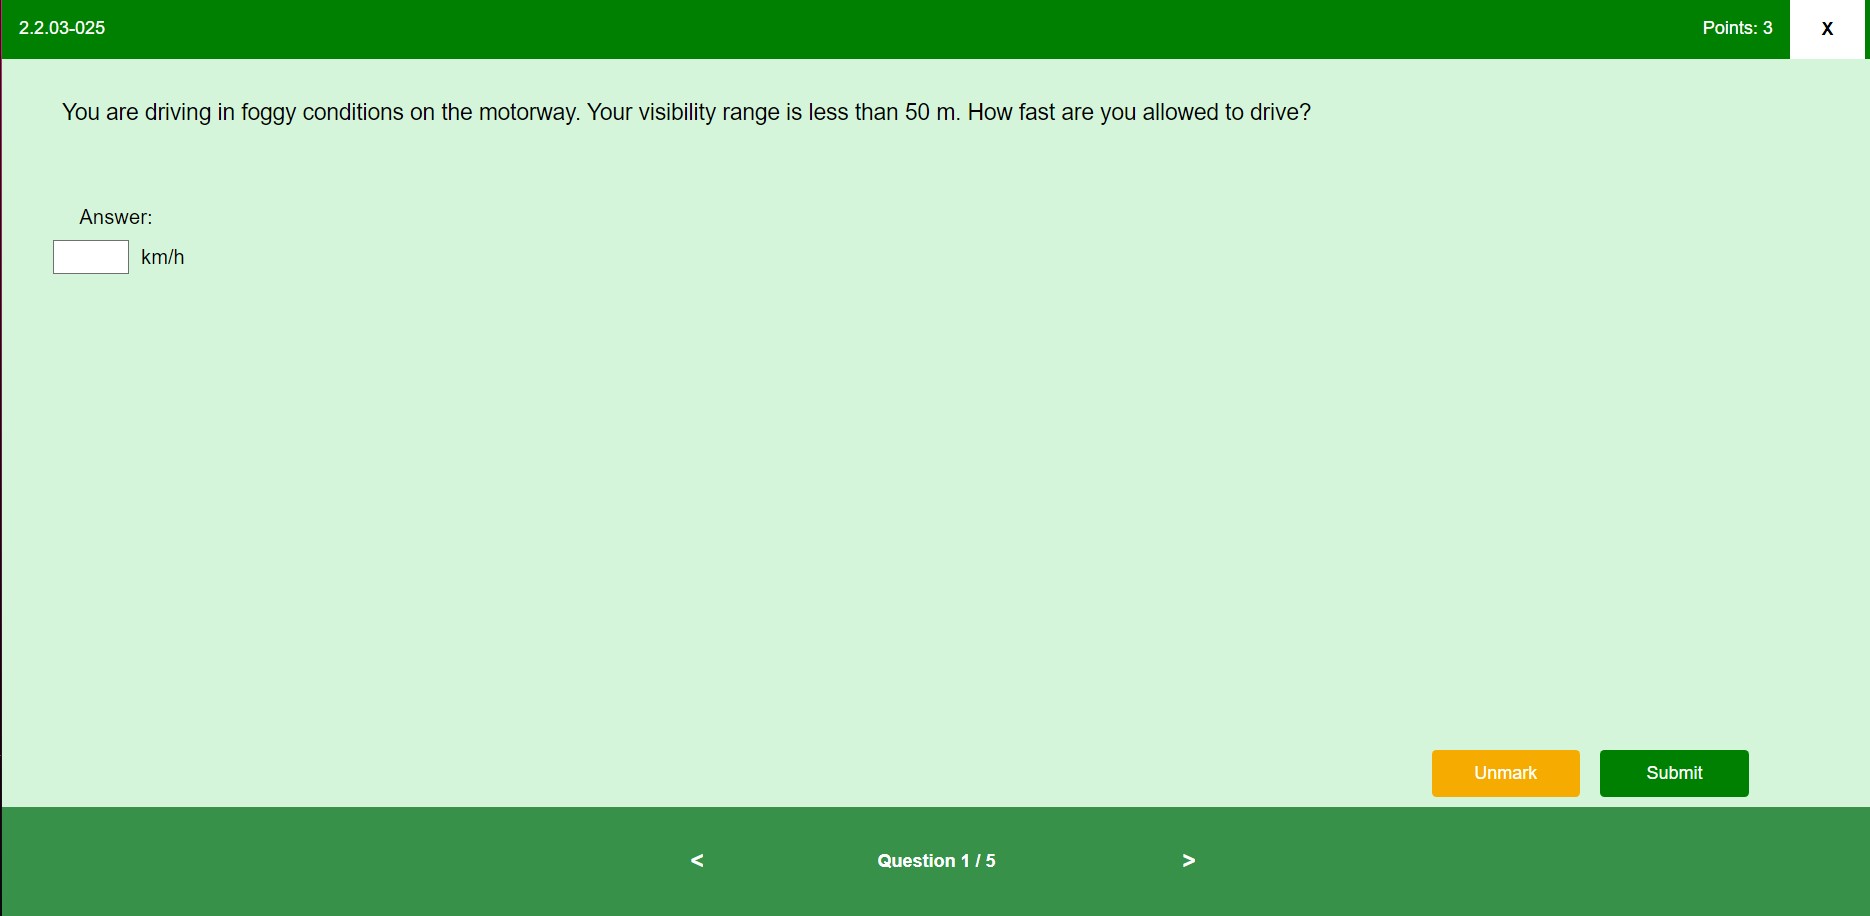 2.2.03-025
Points: 3
X
You are driving in foggy conditions on the motorway. Your visibility range is less than 50 m. How fast are you allowed to drive?
Answer:
km/h
Unmark
Submit
<
Question 1 / 5
>